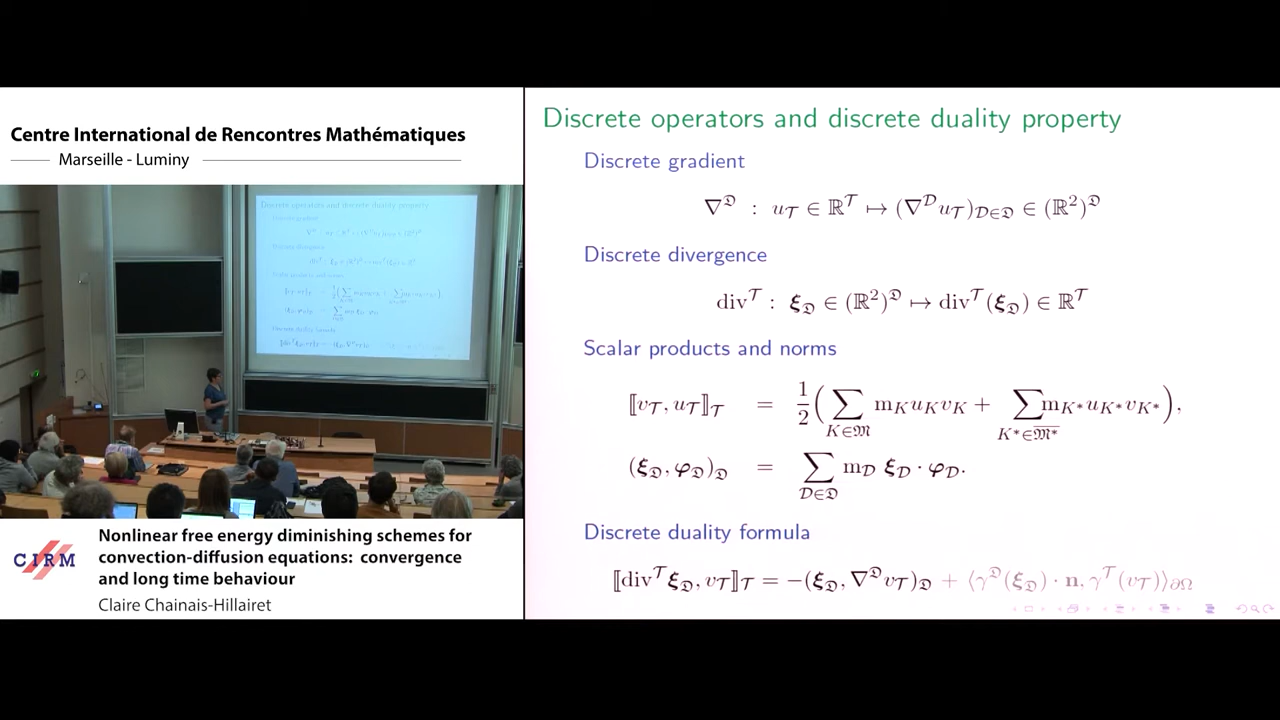 Centre International de Rencontres Mathématiques
Marseille - Luminy
CIRM
Nonlinear free energy diminishing schemes for
convection-diffusion equations: convergence
and long time behaviour
Claire Chainais-Hillairet
Discrete operators and discrete duality property
Discrete gradient
∇^𝔇 : u_𝒯 ∈ ℝ^𝒯 ↦ (∇^𝒟 u_𝒯)_{𝒟∈𝔇} ∈ (ℝ²)^𝔇
Discrete divergence
div^𝒯 : ξ_𝔇 ∈ (ℝ²)^𝔇 ↦ div^𝒯(ξ_𝔇) ∈ ℝ^𝒯
Scalar products and norms
⟦v_𝒯, u_𝒯⟧_𝒯 = 1/2 ( ∑_{K∈𝔐} m_K u_K v_K + ∑_{K*∈\overline{𝔐*}} m_{K*} u_{K*} v_{K*} ),
(ξ_𝔇, φ_𝔇)_𝔇 = ∑_{𝒟∈𝔇} m_𝒟 ξ_𝒟 · φ_𝒟.
Discrete duality formula
⟦div^𝒯 ξ_𝔇, v_𝒯⟧_𝒯 = −(ξ_𝔇, ∇^𝔇 v_𝒯)_𝔇 + ⟨γ^𝔇(ξ_𝔇) · n, γ^𝒯(v_𝒯)⟩_{∂Ω}